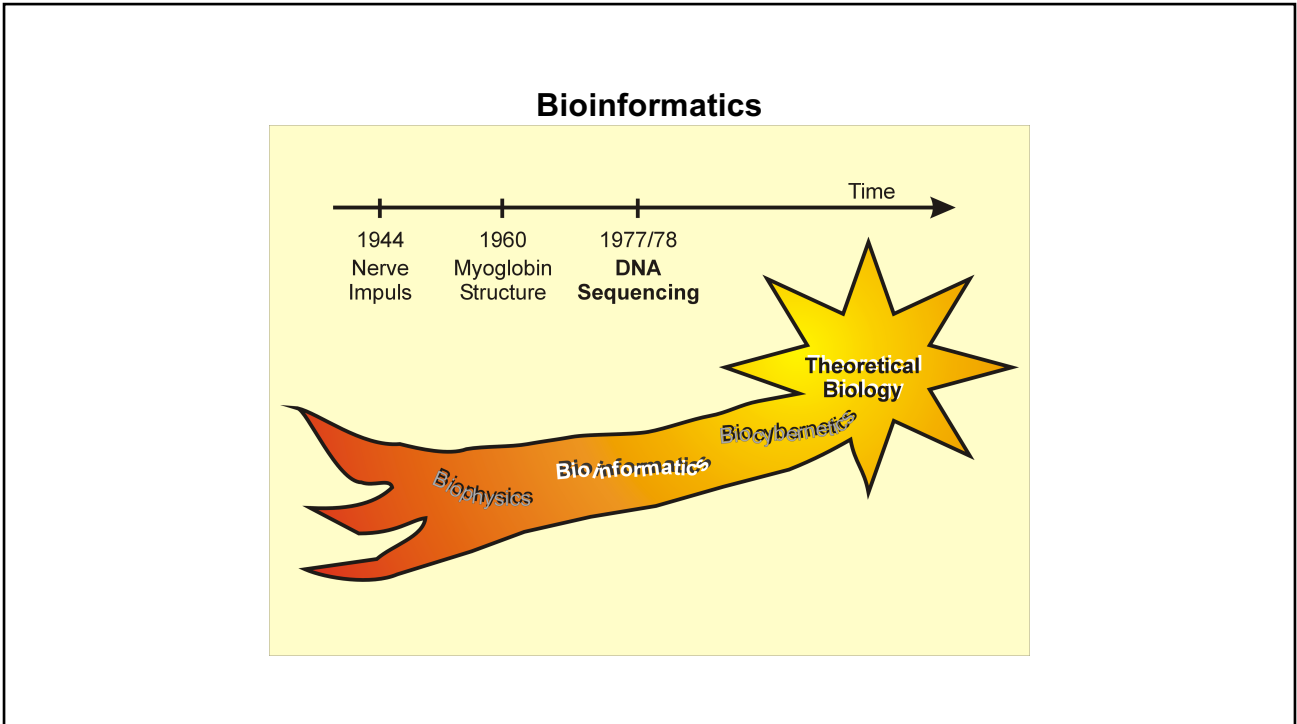 Bioinformatics
Time
1944
Nerve
Impuls
1960
Myoglobin
Structure
1977/78
DNA
Sequencing
Theoretical
Biology
Biocybernetics
Bioinformatics
Biophysics